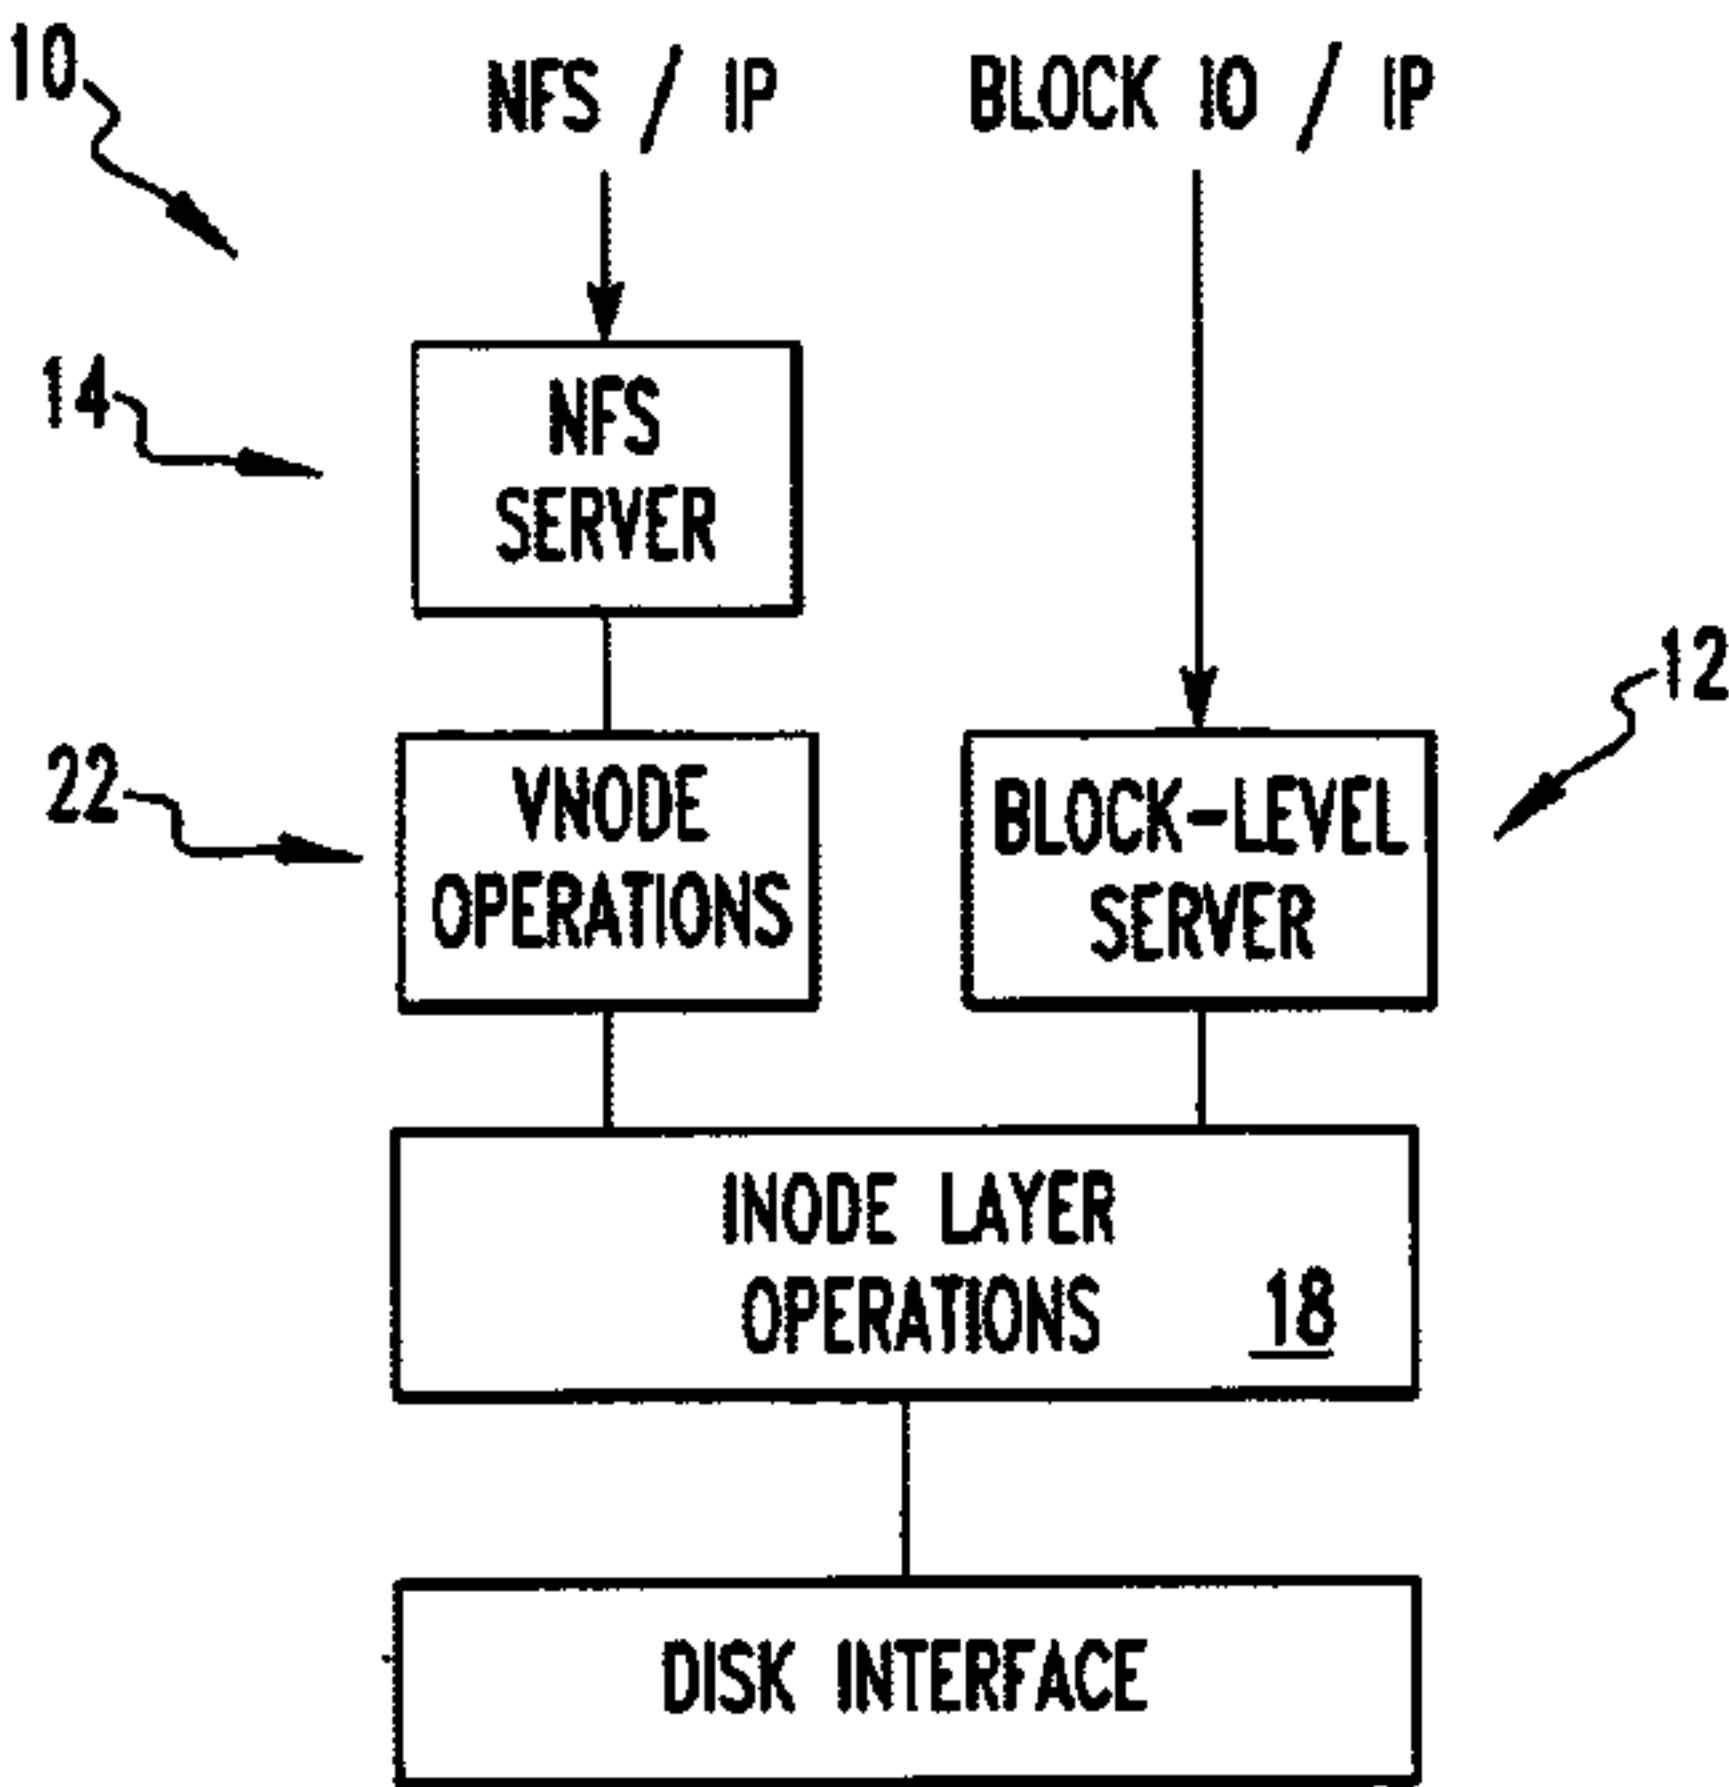 10
NFS / IP
BLOCK IO / IP
14
NFS
SERVER
12
22
VNODE
OPERATIONS
BLOCK-LEVEL
SERVER
INODE LAYER
OPERATIONS
18
DISK INTERFACE